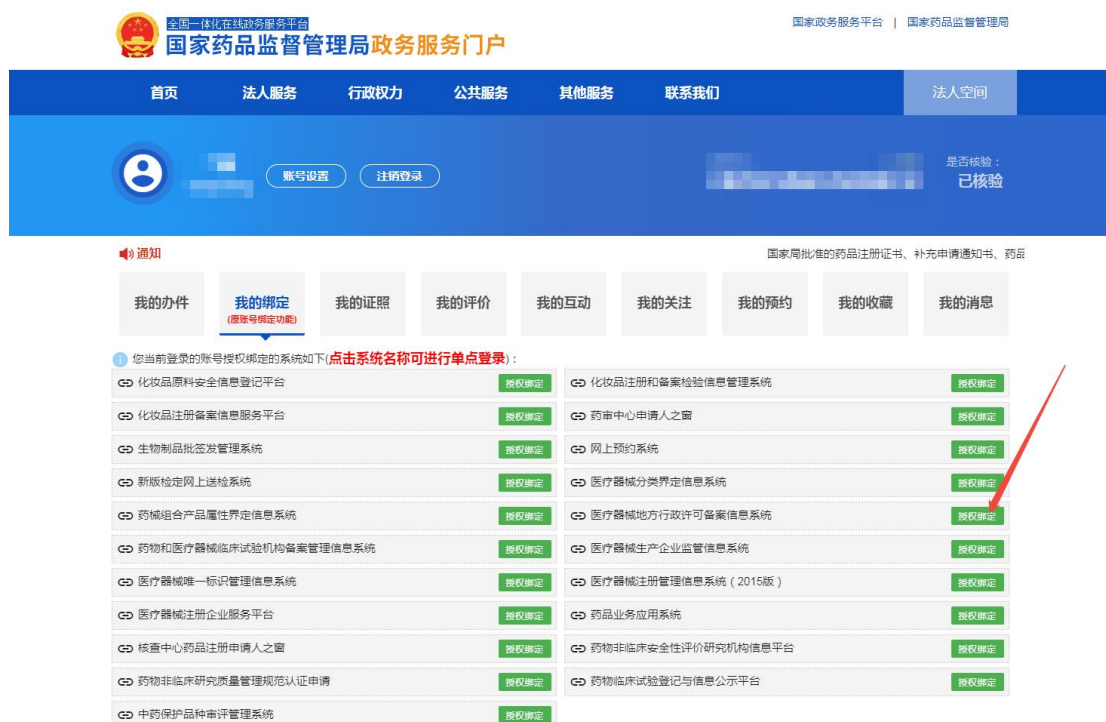 全国一体化在线政务服务平台
国家药品监督管理局政务服务门户
国家政务服务平台 | 国家药品监督管理局
首页 法人服务 行政权力 公共服务 其他服务 联系我们 法人空间
账号设置 注销登录
是否核验：
已核验
通知 国家局批准的药品注册证书、补充申请通知书、药品
我的办件 我的绑定 我的证照 我的评价 我的互动 我的关注 我的预约 我的收藏 我的消息
(原账号绑定功能)
您当前登录的账号授权绑定的系统如下(点击系统名称可进行单点登录)：
化妆品原料安全信息登记平台 授权绑定 化妆品注册和备案检验信息管理系统 授权绑定
化妆品注册备案信息服务平台 授权绑定 药审中心申请人之窗 授权绑定
生物制品批签发管理系统 授权绑定 网上预约系统 授权绑定
新版检定网上送检系统 授权绑定 医疗器械分类界定信息系统 授权绑定
药械组合产品属性界定信息系统 授权绑定 医疗器械地方行政许可备案信息系统 授权绑定
药物和医疗器械临床试验机构备案管理信息系统 授权绑定 医疗器械生产企业监管信息系统 授权绑定
医疗器械唯一标识管理信息系统 授权绑定 医疗器械注册管理信息系统（2015版） 授权绑定
医疗器械注册企业服务平台 授权绑定 药品业务应用系统 授权绑定
核查中心药品注册申请人之窗 授权绑定 药物非临床安全性评价研究机构信息平台 授权绑定
药物非临床研究质量管理规范认证申请 授权绑定 药物临床试验登记与信息公示平台 授权绑定
中药保护品种审评管理系统 授权绑定